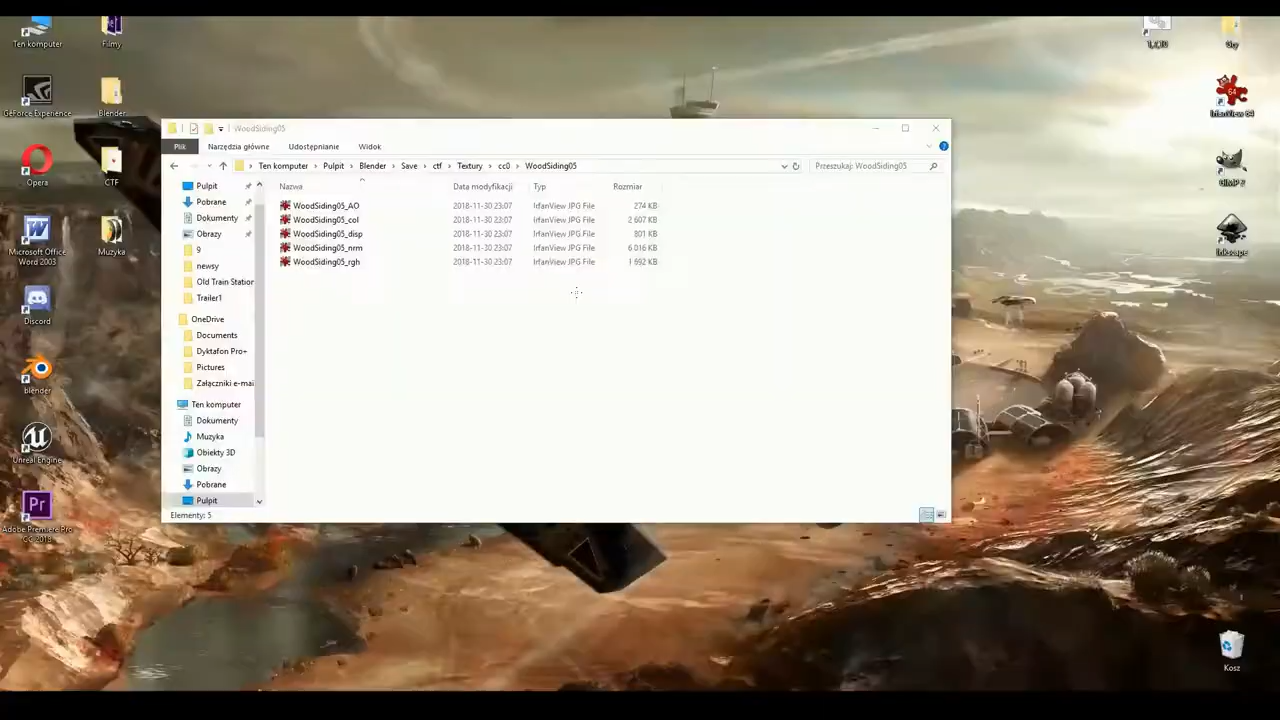 Ten komputer
Filmy
GeForce Experience
Blender
Opera
CTF
Microsoft Office
Word 2003
Muzyka
Discord
blender
Unreal Engine
Adobe Premiere Pro
CC 2018
Gry
IrfanView 64
Inkscape
Kosz
WoodSiding05
Plik
Narzędzia główne
Udostępnianie
Widok
Ten komputer
Pulpit
Blender
Save
ctf
Textury
cc0
WoodSiding05
Przeszukaj: WoodSiding05
Pulpit
Pobrane
Dokumenty
Obrazy
9
newsy
Old Train Station
Trailer1
OneDrive
Documents
Dyktafon Pro+
Pictures
Załączniki e-mai
Ten komputer
Dokumenty
Muzyka
Obiekty 3D
Obrazy
Pobrane
Pulpit
Nazwa Data modyfikacji Typ Rozmiar
WoodSiding05_AO 2018-11-30 23:07 IrfanView JPG File 274 KB
WoodSiding05_col 2018-11-30 23:07 IrfanView JPG File 2 607 KB
WoodSiding05_disp 2018-11-30 23:07 IrfanView JPG File 801 KB
WoodSiding05_nrm 2018-11-30 23:07 IrfanView JPG File 6 016 KB
WoodSiding05_rgh 2018-11-30 23:07 IrfanView JPG File 1 692 KB
Elementy: 5